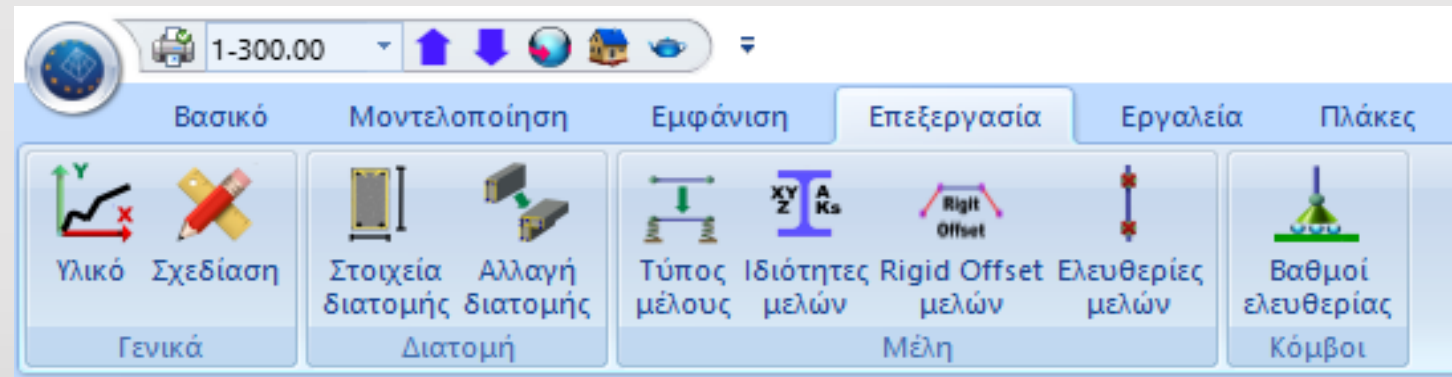 1-300.00
Βασικό Μοντελοποίηση Εμφάνιση Επεξεργασία Εργαλεία Πλάκες
Y
X
XY A
Z Ks
Rigit
Offset
Υλικό Σχεδίαση Στοιχεία Αλλαγή Τύπος Ιδιότητες Rigid Offset Ελευθερίες Βαθμοί
διατομής διατομής μέλους μελών μελών μελών ελευθερίας
Γενικά Διατομή Μέλη Κόμβοι